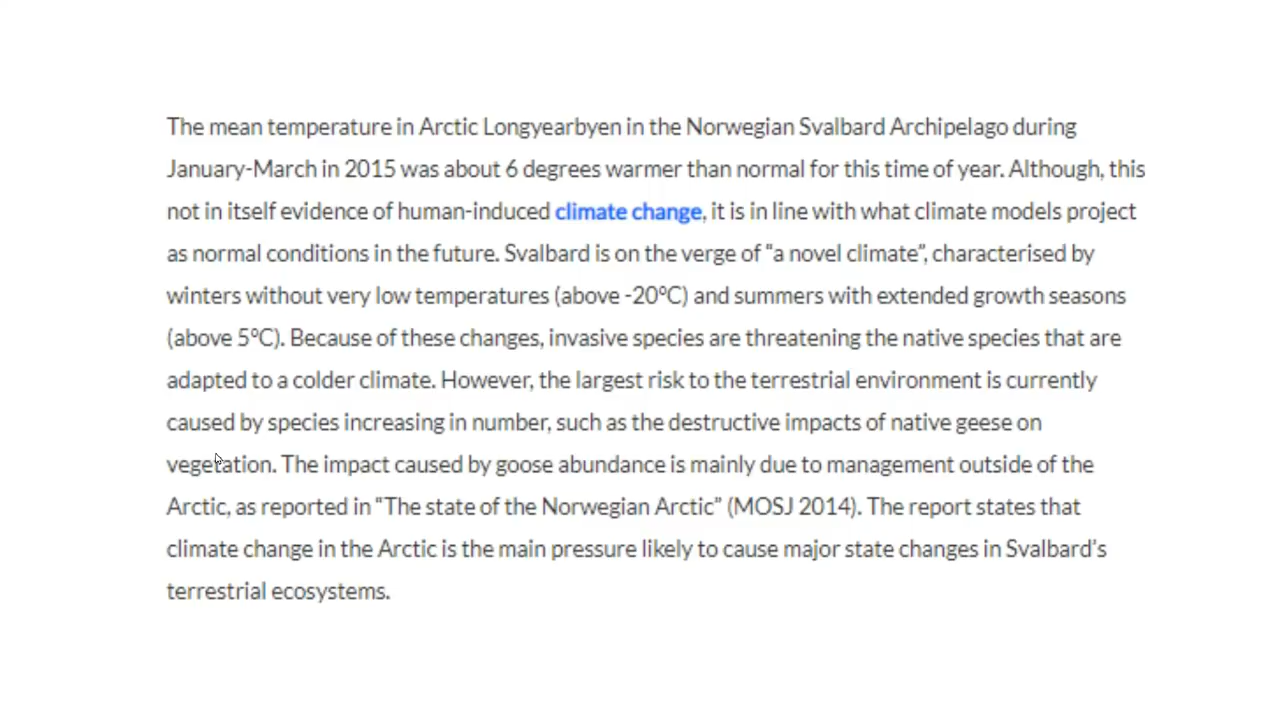 The mean temperature in Arctic Longyearbyen in the Norwegian Svalbard Archipelago during
January-March in 2015 was about 6 degrees warmer than normal for this time of year. Although, this
not in itself evidence of human-induced climate change, it is in line with what climate models project
as normal conditions in the future. Svalbard is on the verge of “a novel climate”, characterised by
winters without very low temperatures (above -20ºC) and summers with extended growth seasons
(above 5ºC). Because of these changes, invasive species are threatening the native species that are
adapted to a colder climate. However, the largest risk to the terrestrial environment is currently
caused by species increasing in number, such as the destructive impacts of native geese on
vegetation. The impact caused by goose abundance is mainly due to management outside of the
Arctic, as reported in “The state of the Norwegian Arctic” (MOSJ 2014). The report states that
climate change in the Arctic is the main pressure likely to cause major state changes in Svalbard’s
terrestrial ecosystems.